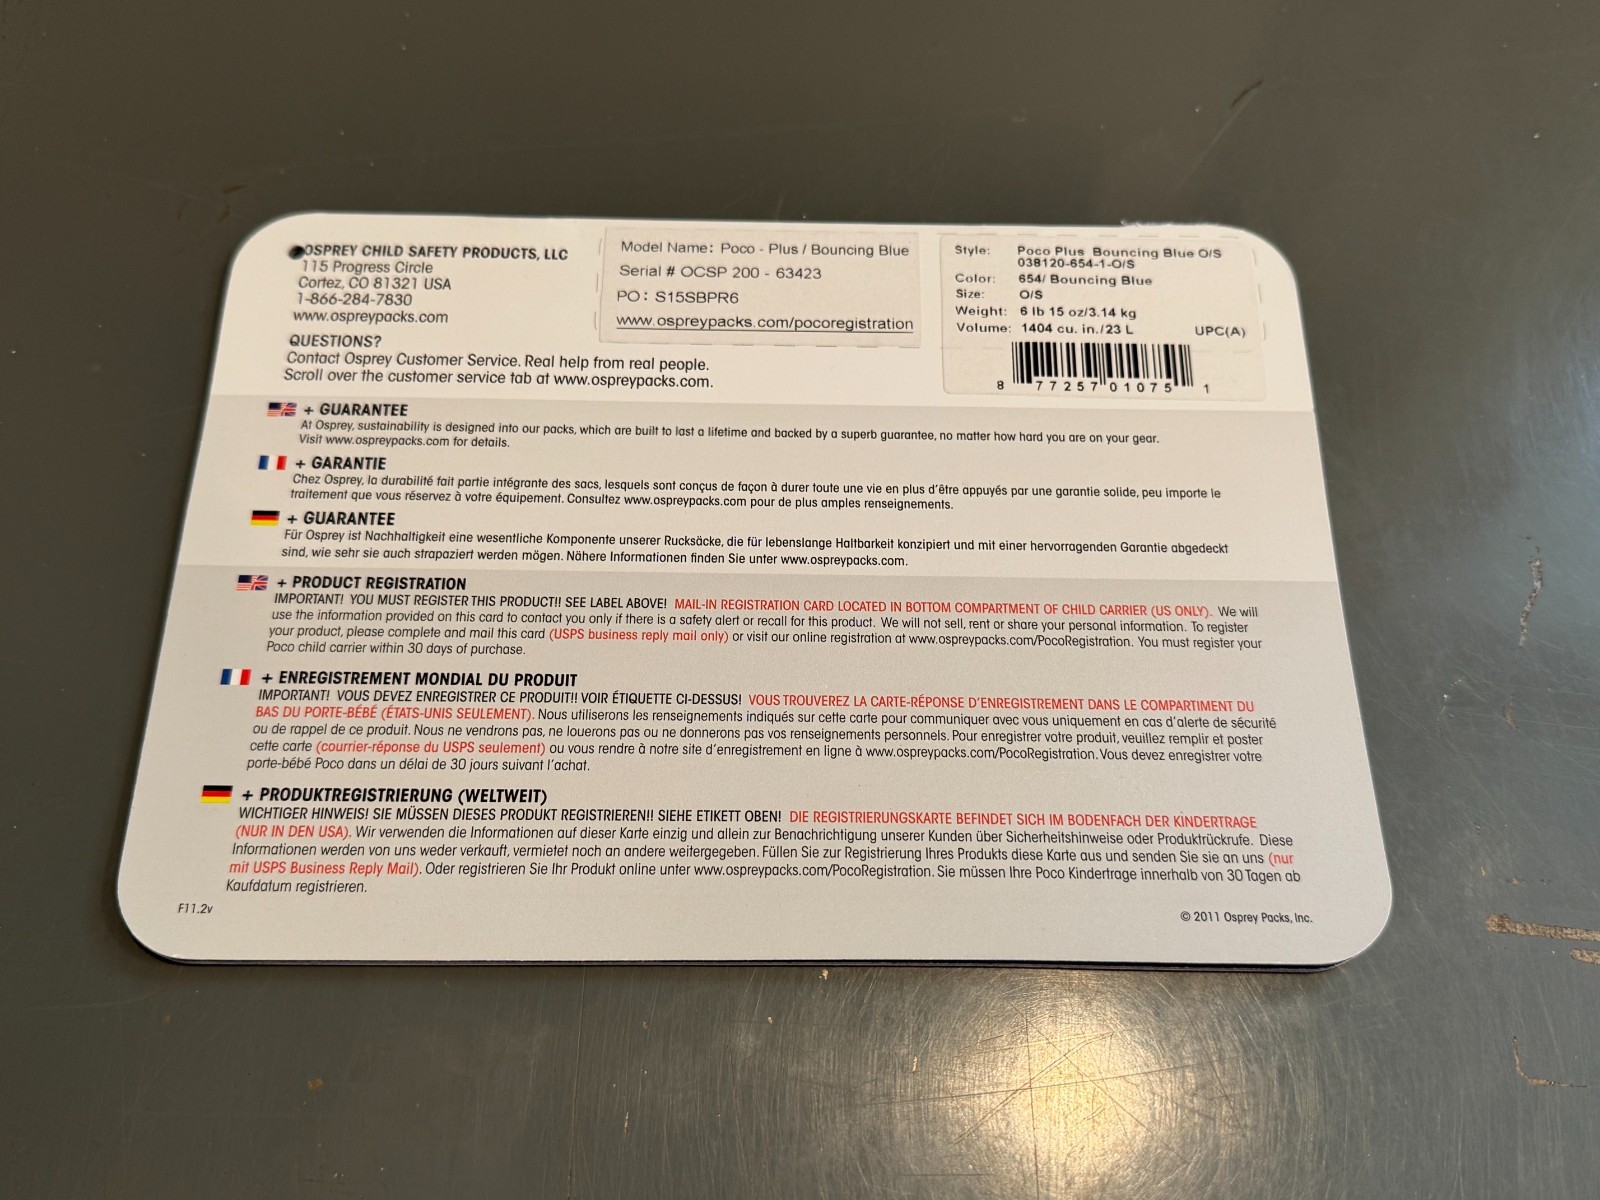 OSPREY CHILD SAFETY PRODUCTS, LLC
115 Progress Circle
Cortez, CO 81321 USA
1-866-284-7830
www.ospreypacks.com
QUESTIONS?
Contact Osprey Customer Service. Real help from real people.
Scroll over the customer service tab at www.ospreypacks.com.
Model Name: Poco - Plus / Bouncing Blue
Serial # OCSP 200 - 63423
PO: S15SBPR6
www.ospreypacks.com/pocoregistration
Style: Poco Plus Bouncing Blue O/S
038120-654-1-O/S
Color: 654/ Bouncing Blue
Size: O/S
Weight: 6 lb 15 oz/3.14 kg
Volume: 1404 cu. in./23 L UPC(A)
8 77257 01075 1
+ GUARANTEE
At Osprey, sustainability is designed into our packs, which are built to last a lifetime and backed by a superb guarantee, no matter how hard you are on your gear.
Visit www.ospreypacks.com for details.
+ GARANTIE
Chez Osprey, la durabilité fait partie intégrante des sacs, lesquels sont conçus de façon à durer toute une vie en plus d'être appuyés par une garantie solide, peu importe le
traitement que vous réservez à votre équipement. Consultez www.ospreypacks.com pour de plus amples renseignements.
+ GUARANTEE
Für Osprey ist Nachhaltigkeit eine wesentliche Komponente unserer Rucksäcke, die für lebenslange Haltbarkeit konzipiert und mit einer hervorragenden Garantie abgedeckt
sind, wie sehr sie auch strapaziert werden mögen. Nähere Informationen finden Sie unter www.ospreypacks.com.
+ PRODUCT REGISTRATION
IMPORTANT! YOU MUST REGISTER THIS PRODUCT!! SEE LABEL ABOVE! MAIL-IN REGISTRATION CARD LOCATED IN BOTTOM COMPARTMENT OF CHILD CARRIER (US ONLY). We will
use the information provided on this card to contact you only if there is a safety alert or recall for this product. We will not sell, rent or share your personal information. To register
your product, please complete and mail this card (USPS business reply mail only) or visit our online registration at www.ospreypacks.com/PocoRegistration. You must register your
Poco child carrier within 30 days of purchase.
+ ENREGISTREMENT MONDIAL DU PRODUIT
IMPORTANT! VOUS DEVEZ ENREGISTRER CE PRODUIT!! VOIR ÉTIQUETTE CI-DESSUS! VOUS TROUVEREZ LA CARTE-RÉPONSE D'ENREGISTREMENT DANS LE COMPARTIMENT DU
BAS DU PORTE-BÉBÉ (ÉTATS-UNIS SEULEMENT). Nous utiliserons les renseignements indiqués sur cette carte pour communiquer avec vous uniquement en cas d'alerte de sécurité
ou de rappel de ce produit. Nous ne vendrons pas, ne louerons pas ou ne donnerons pas vos renseignements personnels. Pour enregistrer votre produit, veuillez remplir et poster
cette carte (courrier-réponse du USPS seulement) ou vous rendre à notre site d'enregistrement en ligne à www.ospreypacks.com/PocoRegistration. Vous devez enregistrer votre
porte-bébé Poco dans un délai de 30 jours suivant l'achat.
+ PRODUKTREGISTRIERUNG (WELTWEIT)
WICHTIGER HINWEIS! SIE MÜSSEN DIESES PRODUKT REGISTRIEREN!! SIEHE ETIKETT OBEN! DIE REGISTRIERUNGSKARTE BEFINDET SICH IM BODENFACH DER KINDERTRAGE
(NUR IN DEN USA). Wir verwenden die Informationen auf dieser Karte einzig und allein zur Benachrichtigung unserer Kunden über Sicherheitshinweise oder Produktrückrufe. Diese
Informationen werden von uns weder verkauft, vermietet noch an andere weitergegeben. Füllen Sie zur Registrierung Ihres Produkts diese Karte aus und senden Sie sie an uns (nur
mit USPS Business Reply Mail). Oder registrieren Sie Ihr Produkt online unter www.ospreypacks.com/PocoRegistration. Sie müssen Ihre Poco Kindertrage innerhalb von 30 Tagen ab
Kaufdatum registrieren.
F11.2v
© 2011 Osprey Packs, Inc.